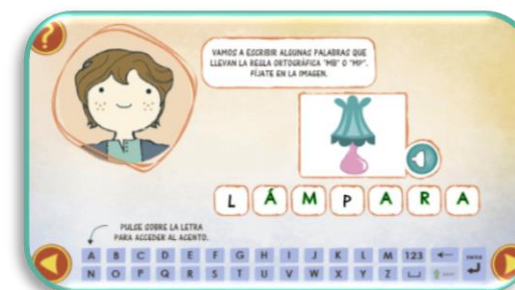 ?
VAMOS A ESCRIBIR ALGUNAS PALABRAS QUE
LLEVAN LA REGLA ORTOGRÁFICA "MB" O "MP".
FÍJATE EN LA IMAGEN.
L Á M P A R A
PULSE SOBRE LA LETRA
PARA ACCEDER AL ACENTO.
A B C D E F G H I J K L M 123
N O P Q R S T U V W X Y Z